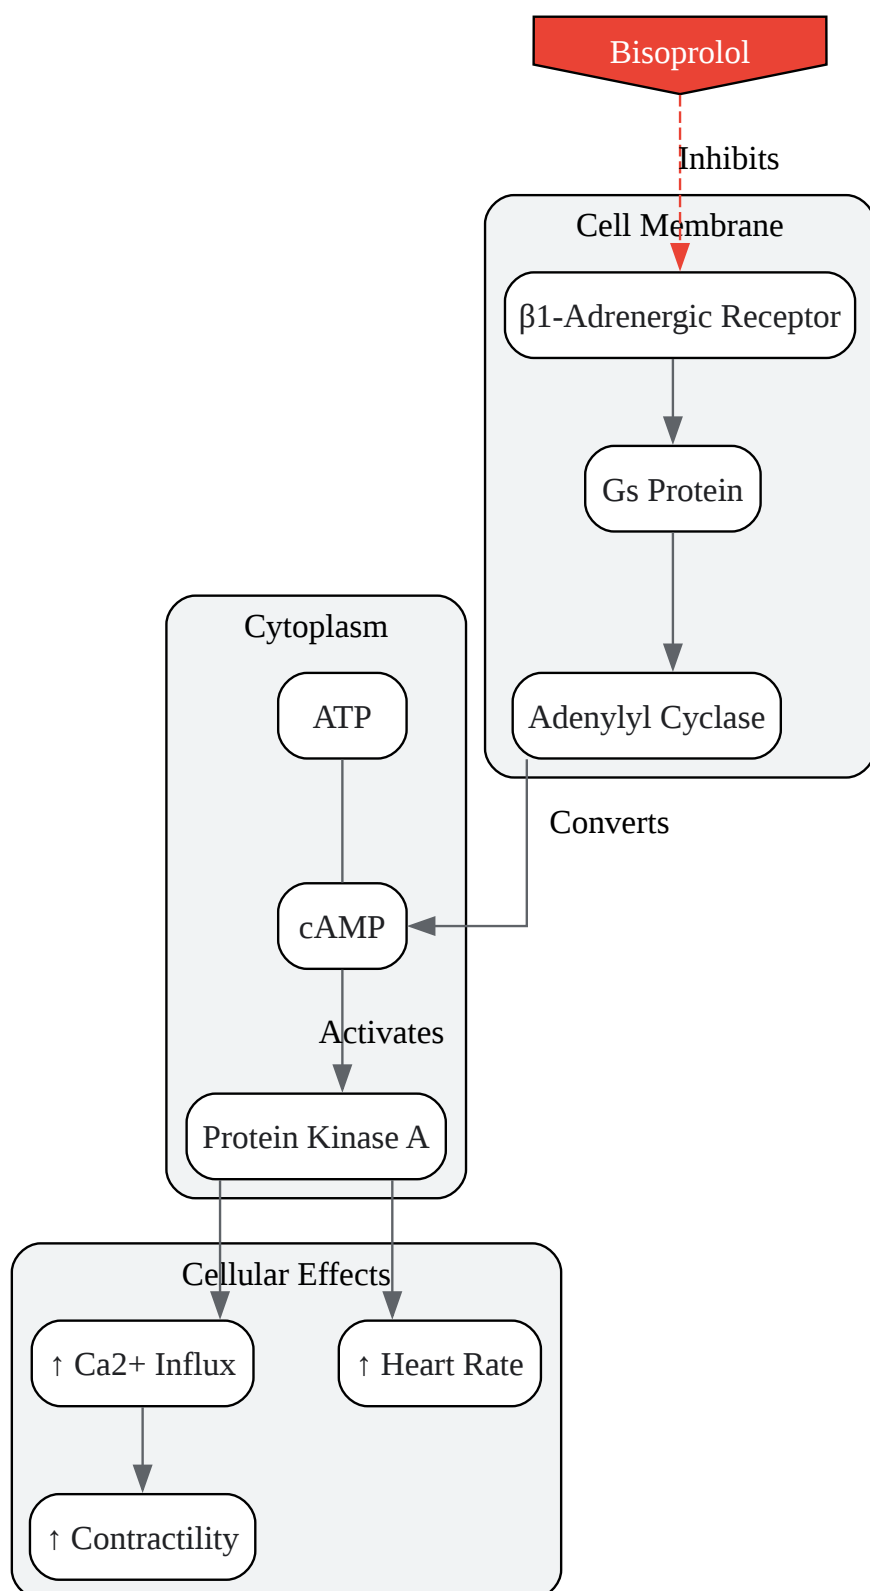 Bisoprolol
Inhibits
Cell Membrane
β1-Adrenergic Receptor
Gs Protein
Cytoplasm
ATP
Adenylyl Cyclase
Converts
cAMP
Activates
Protein Kinase A
Cellular Effects
↑ Ca2+ Influx
↑ Heart Rate
↑ Contractility